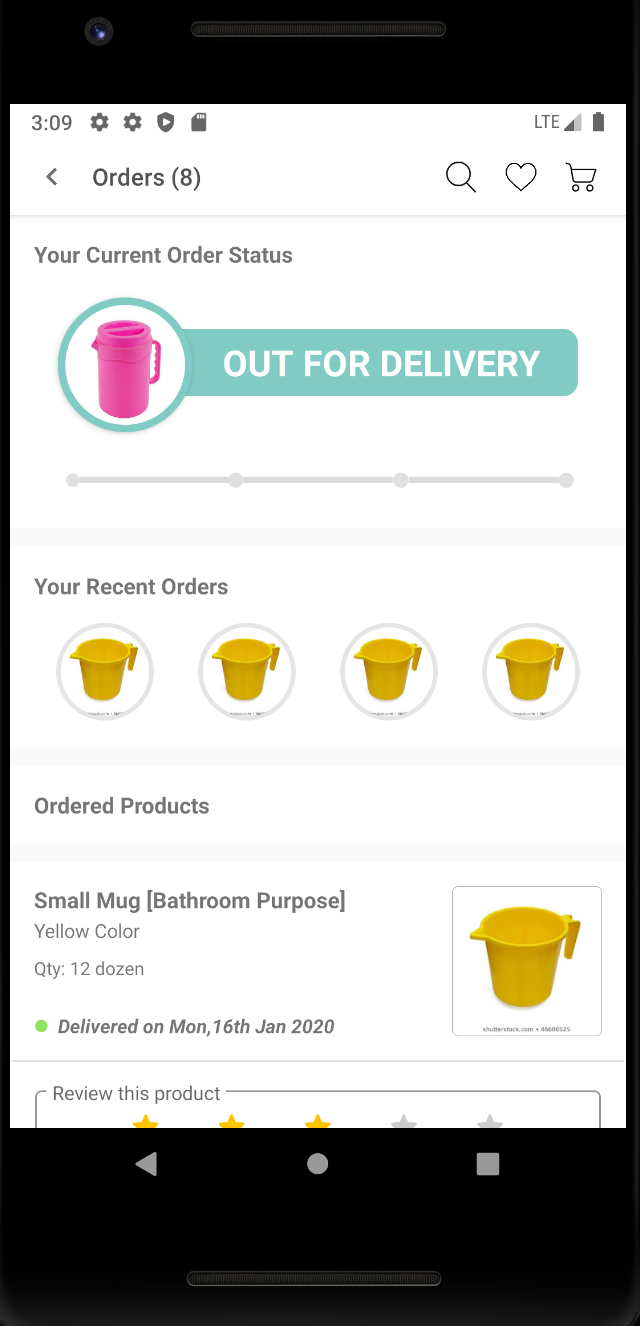 3:09 LTE
Orders (8)
Your Current Order Status
OUT FOR DELIVERY
Your Recent Orders
Ordered Products
Small Mug [Bathroom Purpose]
Yellow Color
Qty: 12 dozen
shutterstock.com • 46606525
Delivered on Mon,16th Jan 2020
Review this product